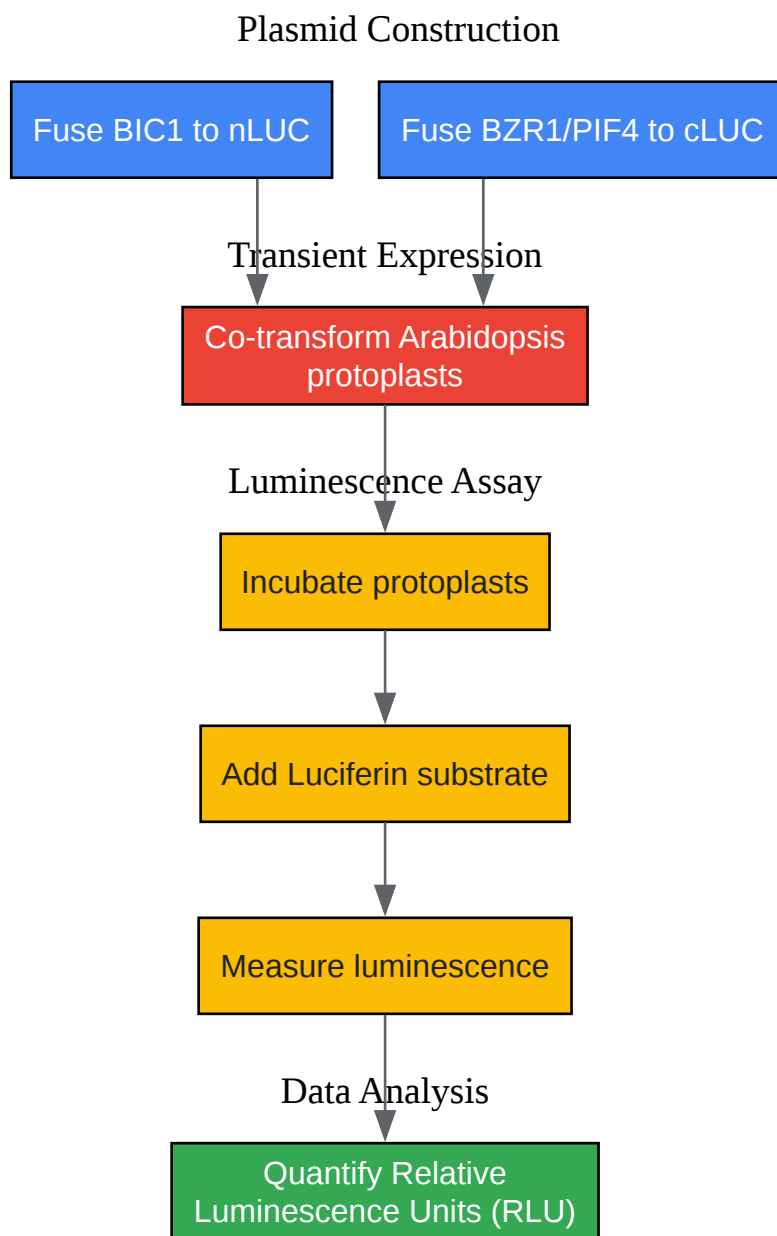 Plasmid Construction
Fuse BIC1 to nLUC
Fuse BZR1/PIF4 to cLUC
Transient Expression
Co-transform Arabidopsis
protoplasts
Luminescence Assay
Incubate protoplasts
Add Luciferin substrate
Measure luminescence
Data Analysis
Quantify Relative
Luminescence Units (RLU)